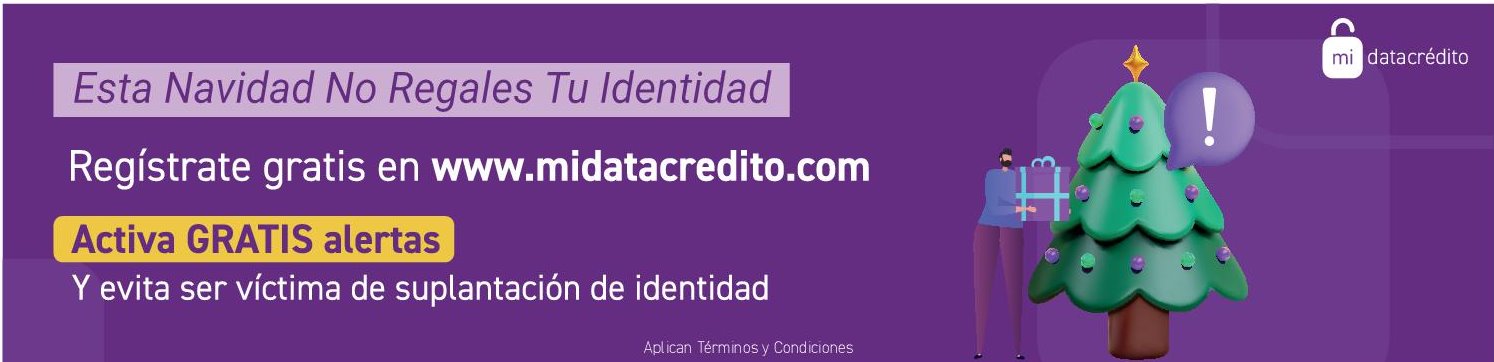 mi datacrédito
Esta Navidad No Regales Tu Identidad
!
Regístrate gratis en www.midatacredito.com
Activa GRATIS alertas
Y evita ser víctima de suplantación de identidad
Aplican Términos y Condiciones